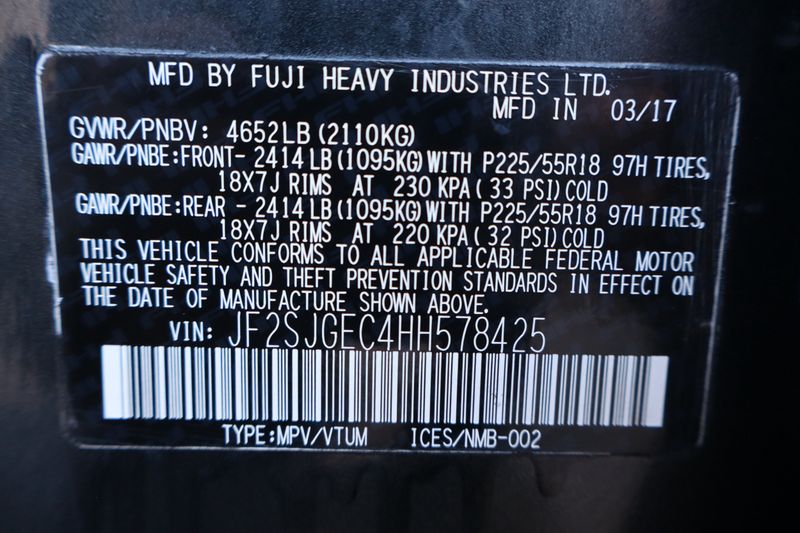 MFD BY FUJI HEAVY INDUSTRIES LTD.
MFD IN 03/17
GVWR/PNBV: 4652LB (2110KG)
GAWR/PNBE:FRONT- 2414LB (1095KG) WITH P225/55R18 97H TIRES,
18X7J RIMS AT 230 KPA ( 33 PSI) COLD
GAWR/PNBE:REAR - 2414LB (1095KG) WITH P225/55R18 97H TIRES,
18X7J RIMS AT 220 KPA ( 32 PSI) COLD
THIS VEHICLE CONFORMS TO ALL APPLICABLE FEDERAL MOTOR
VEHICLE SAFETY AND THEFT PREVENTION STANDARDS IN EFFECT ON
THE DATE OF MANUFACTURE SHOWN ABOVE.
VIN: JF2SJGEC4HH578425
TYPE:MPV/VTUM ICES/NMB-002